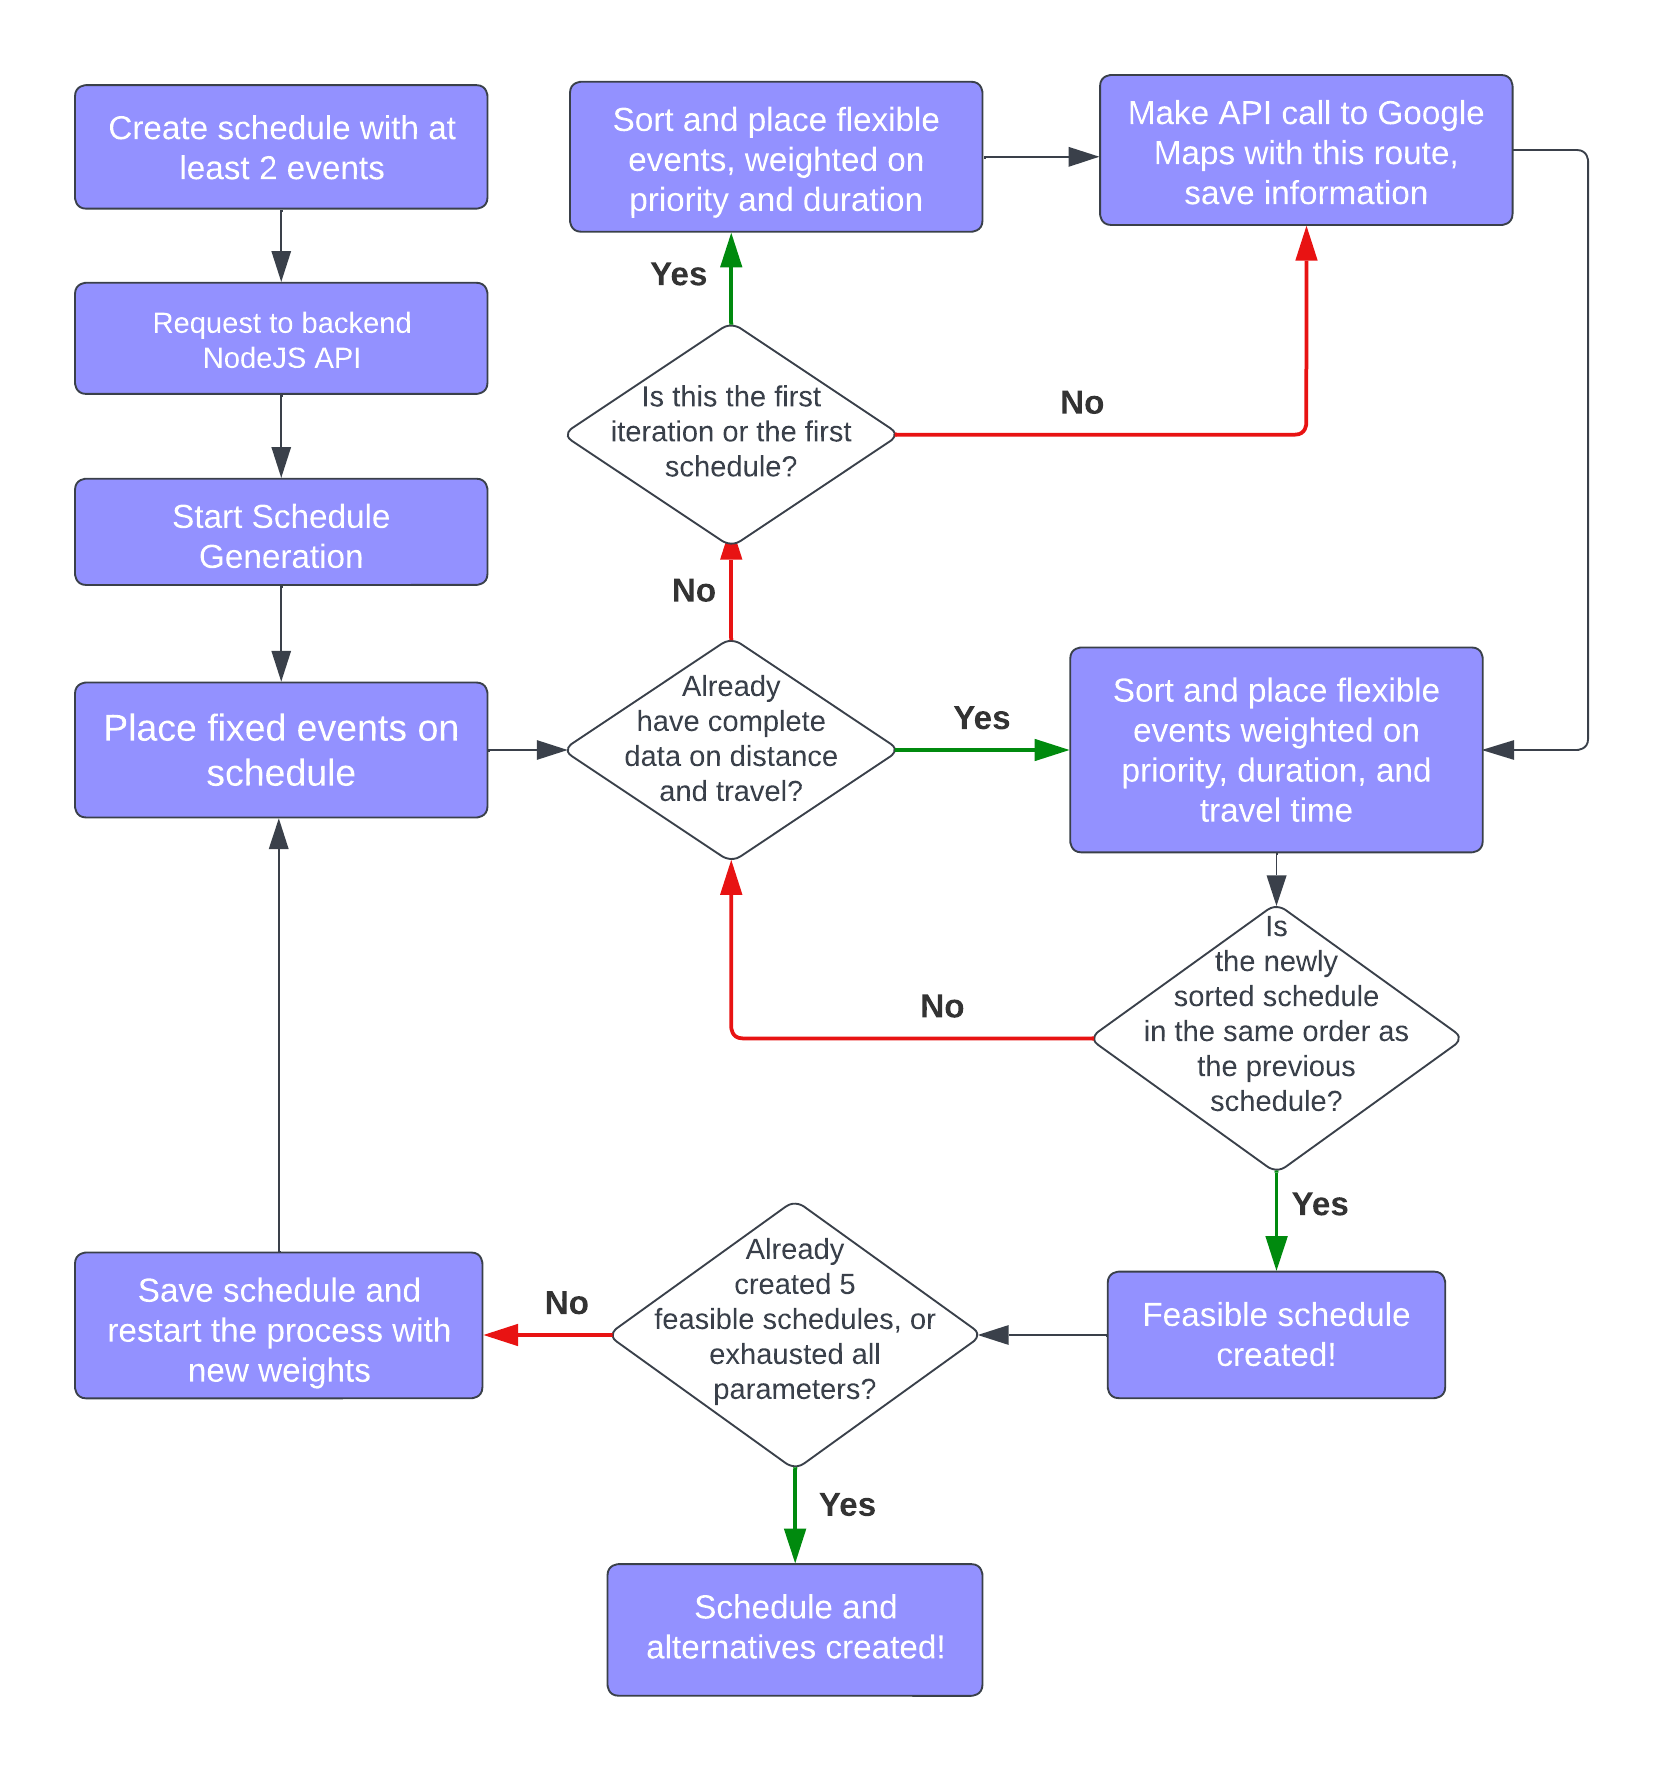 Create schedule with at
least 2 events
Request to backend
NodeJS API
Start Schedule
Generation
Place fixed events on
schedule
Sort and place flexible
events, weighted on
priority and duration
Make API call to Google
Maps with this route,
save information
Yes
Is this the first
iteration or the first
schedule?
No
No
Already
have complete
data on distance
and travel?
Yes
Sort and place flexible
events weighted on
priority, duration, and
travel time
Is
the newly
sorted schedule
in the same order as
the previous
schedule?
No
Yes
Feasible schedule
created!
Already
created 5
feasible schedules, or
exhausted all
parameters?
No
Save schedule and
restart the process with
new weights
Yes
Schedule and
alternatives created!